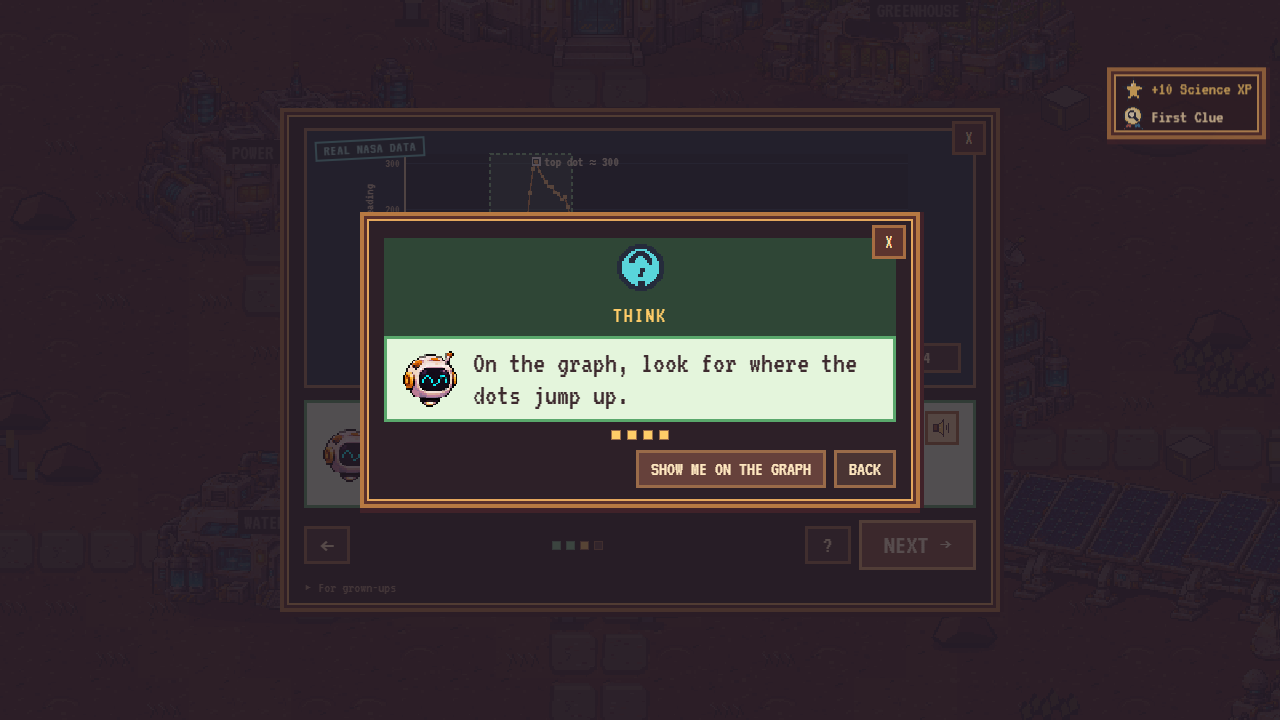 GREENHOUSE
+10 Science XP
First Clue
POWER
REAL NASA DATA
X
300
top dot ≈ 300
200
X
THINK
On the graph, look for where the
dots jump up.
SHOW ME ON THE GRAPH
BACK
?
NEXT →
▸ For grown-ups